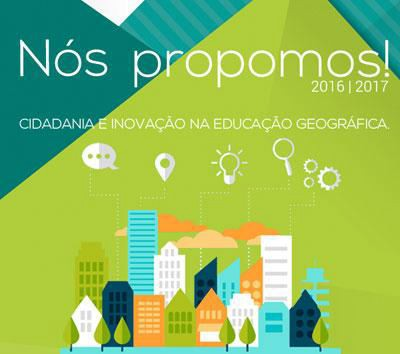 Nós propomos!
2016 | 2017
CIDADANIA E INOVAÇÃO NA EDUCAÇÃO GEOGRÁFICA.